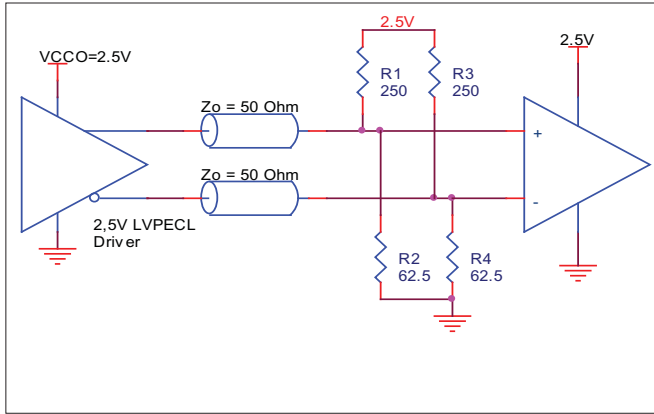 2.5V
VCCO=2.5V
2.5V
R1
250
R3
250
Zo = 50 Ohm
+
Zo = 50 Ohm
-
2,5V LVPECL
Driver
R2
62.5
R4
62.5